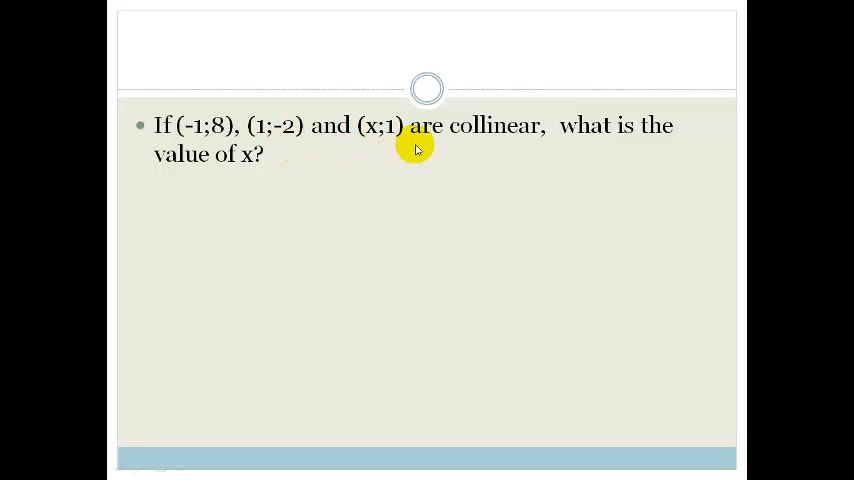 If (-1;8), (1;-2) and (x;1) are collinear, what is the
value of x?